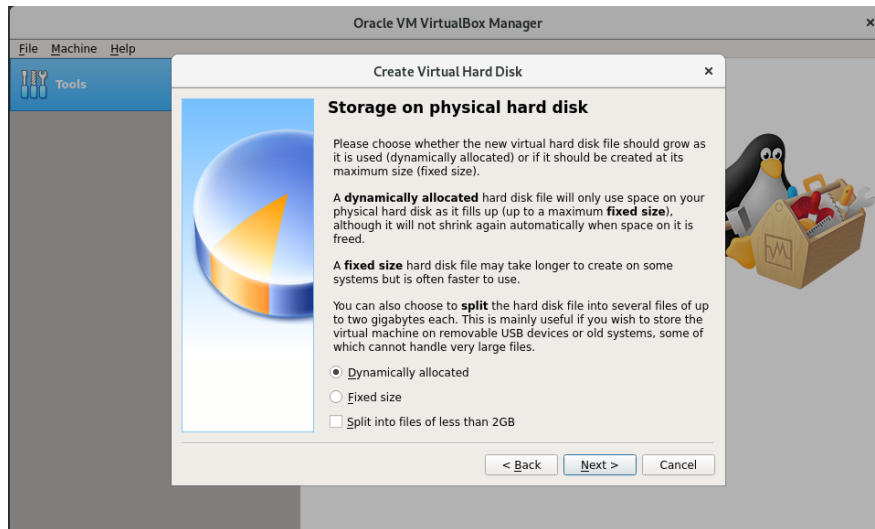 Oracle VM VirtualBox Manager
×
File Machine Help
Tools
Create Virtual Hard Disk
×
Storage on physical hard disk
Please choose whether the new virtual hard disk file should grow as
it is used (dynamically allocated) or if it should be created at its
maximum size (fixed size).
A dynamically allocated hard disk file will only use space on your
physical hard disk as it fills up (up to a maximum fixed size),
although it will not shrink again automatically when space on it is
freed.
A fixed size hard disk file may take longer to create on some
systems but is often faster to use.
You can also choose to split the hard disk file into several files of up
to two gigabytes each. This is mainly useful if you wish to store the
virtual machine on removable USB devices or old systems, some of
which cannot handle very large files.
Dynamically allocated
Fixed size
Split into files of less than 2GB
< Back Next > Cancel